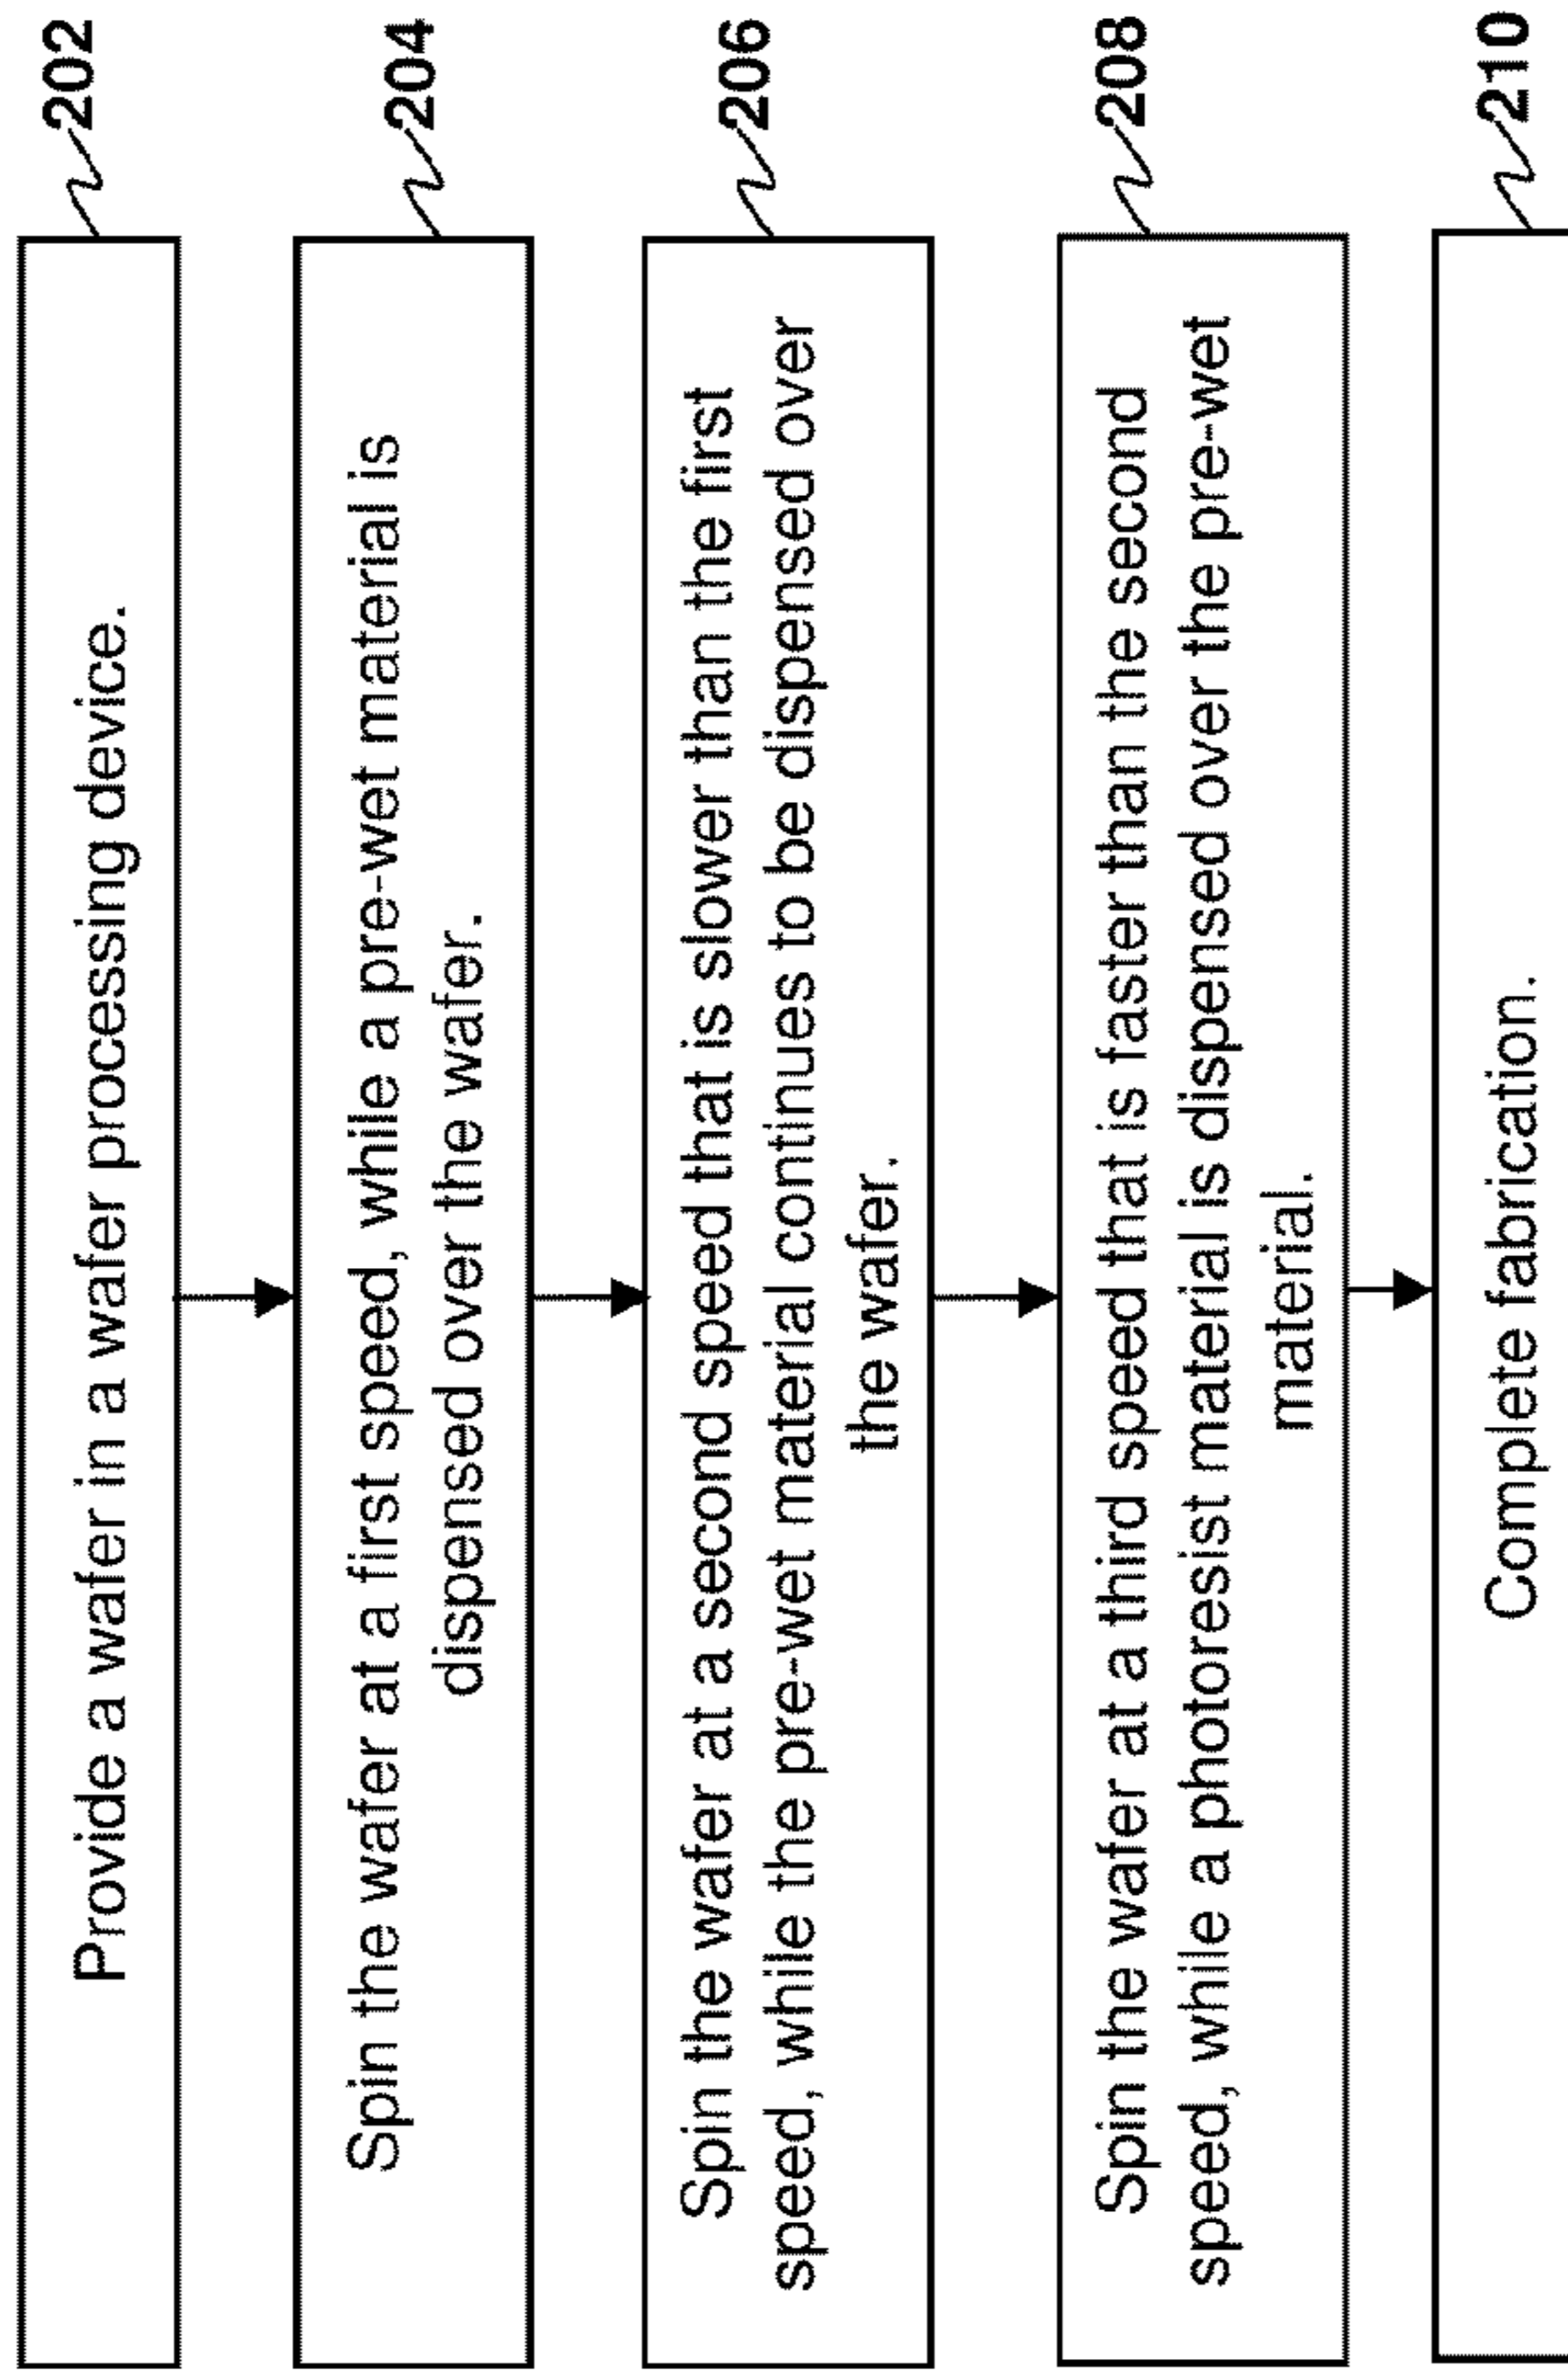 Provide a wafer in a wafer processing device.
202
Spin the wafer at a first speed, while a pre-wet material is
dispensed over the wafer.
204
Spin the wafer at a second speed that is slower than the first
speed, while the pre-wet material continues to be dispensed over
the wafer.
206
Spin the wafer at a third speed that is faster than the second
speed, while a photoresist material is dispensed over the pre-wet
material.
208
Complete fabrication.
210